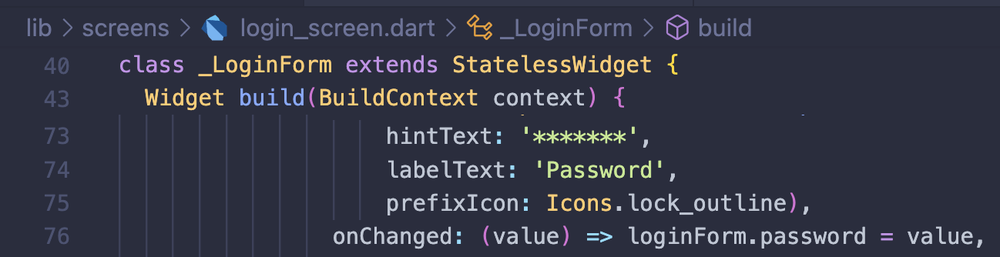 lib > screens > login_screen.dart > _LoginForm > build
40 class _LoginForm extends StatelessWidget {
43 Widget build(BuildContext context) {
73 hintText: '*******',
74 labelText: 'Password',
75 prefixIcon: Icons.lock_outline),
76 onChanged: (value) => loginForm.password = value,